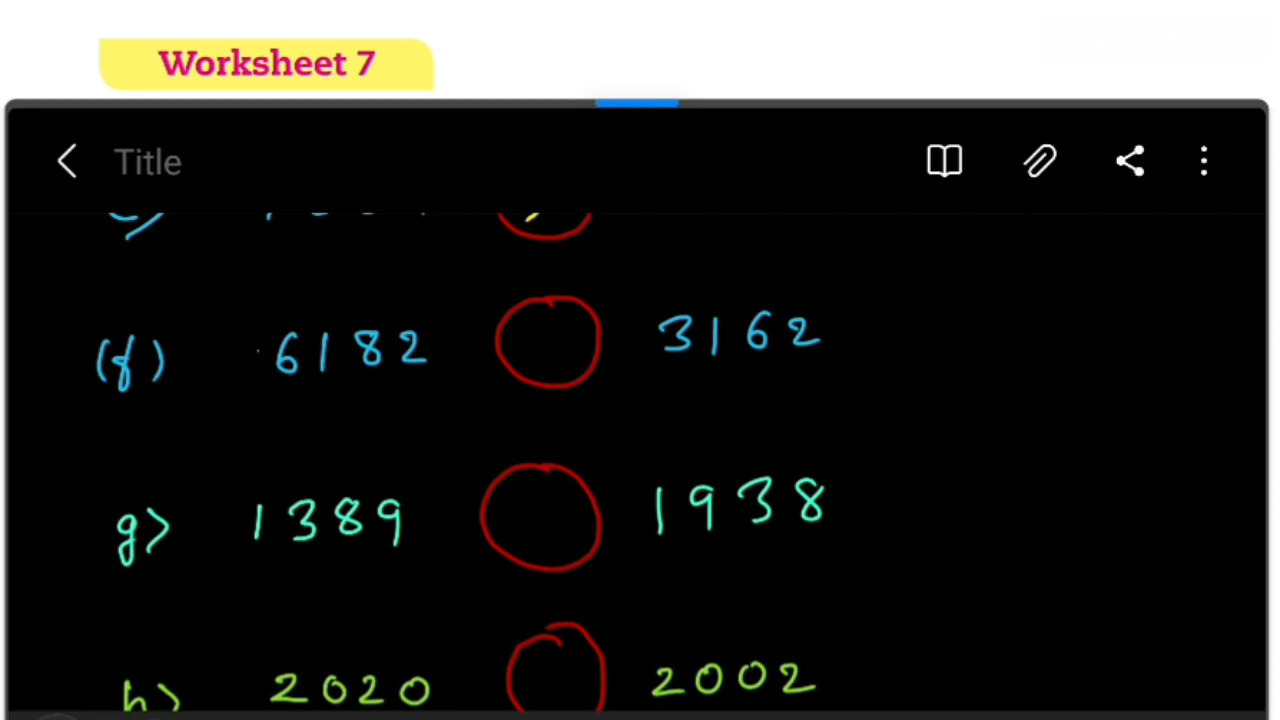 Worksheet 7
Title
(f) 6182 3162
g> 1389 1938
h> 2020 2002